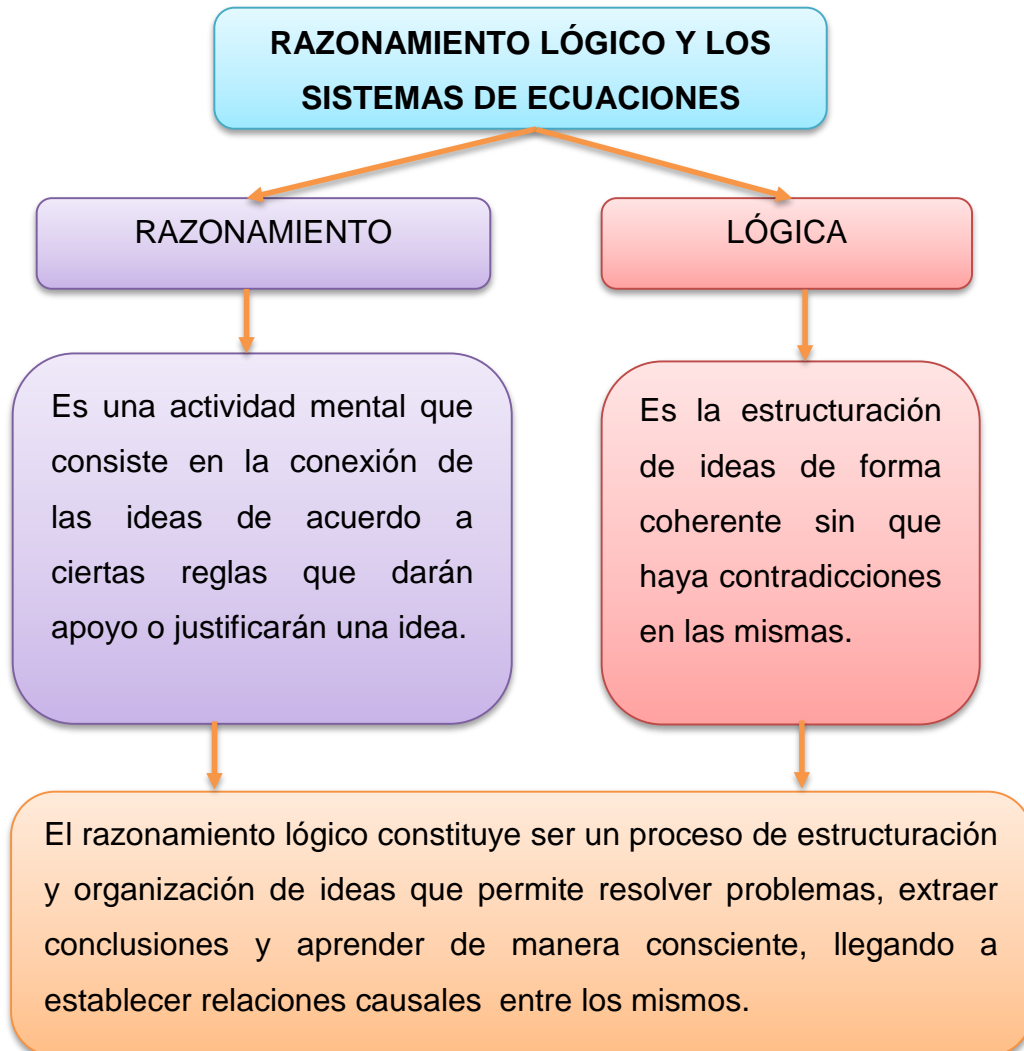 RAZONAMIENTO LÓGICO Y LOS
SISTEMAS DE ECUACIONES
RAZONAMIENTO
LÓGICA
Es una actividad mental que
consiste en la conexión de
las ideas de acuerdo a
ciertas reglas que darán
apoyo o justificarán una idea.
Es la estructuración
de ideas de forma
coherente sin que
haya contradicciones
en las mismas.
El razonamiento lógico constituye ser un proceso de estructuración
y organización de ideas que permite resolver problemas, extraer
conclusiones y aprender de manera consciente, llegando a
establecer relaciones causales entre los mismos.